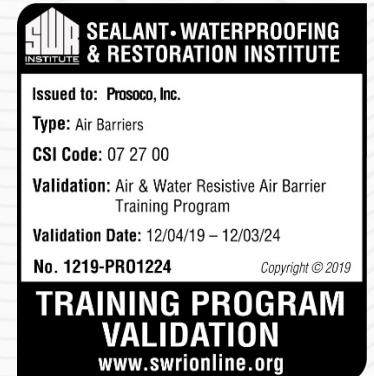 SWR
INSTITUTE
SEALANT • WATERPROOFING
& RESTORATION INSTITUTE
Issued to: Prosoco, Inc.
Type: Air Barriers
CSI Code: 07 27 00
Validation: Air & Water Resistive Air Barrier
Training Program
Validation Date: 12/04/19 – 12/03/24
No. 1219-PRO1224
Copyright © 2019
TRAINING PROGRAM
VALIDATION
www.swrionline.org